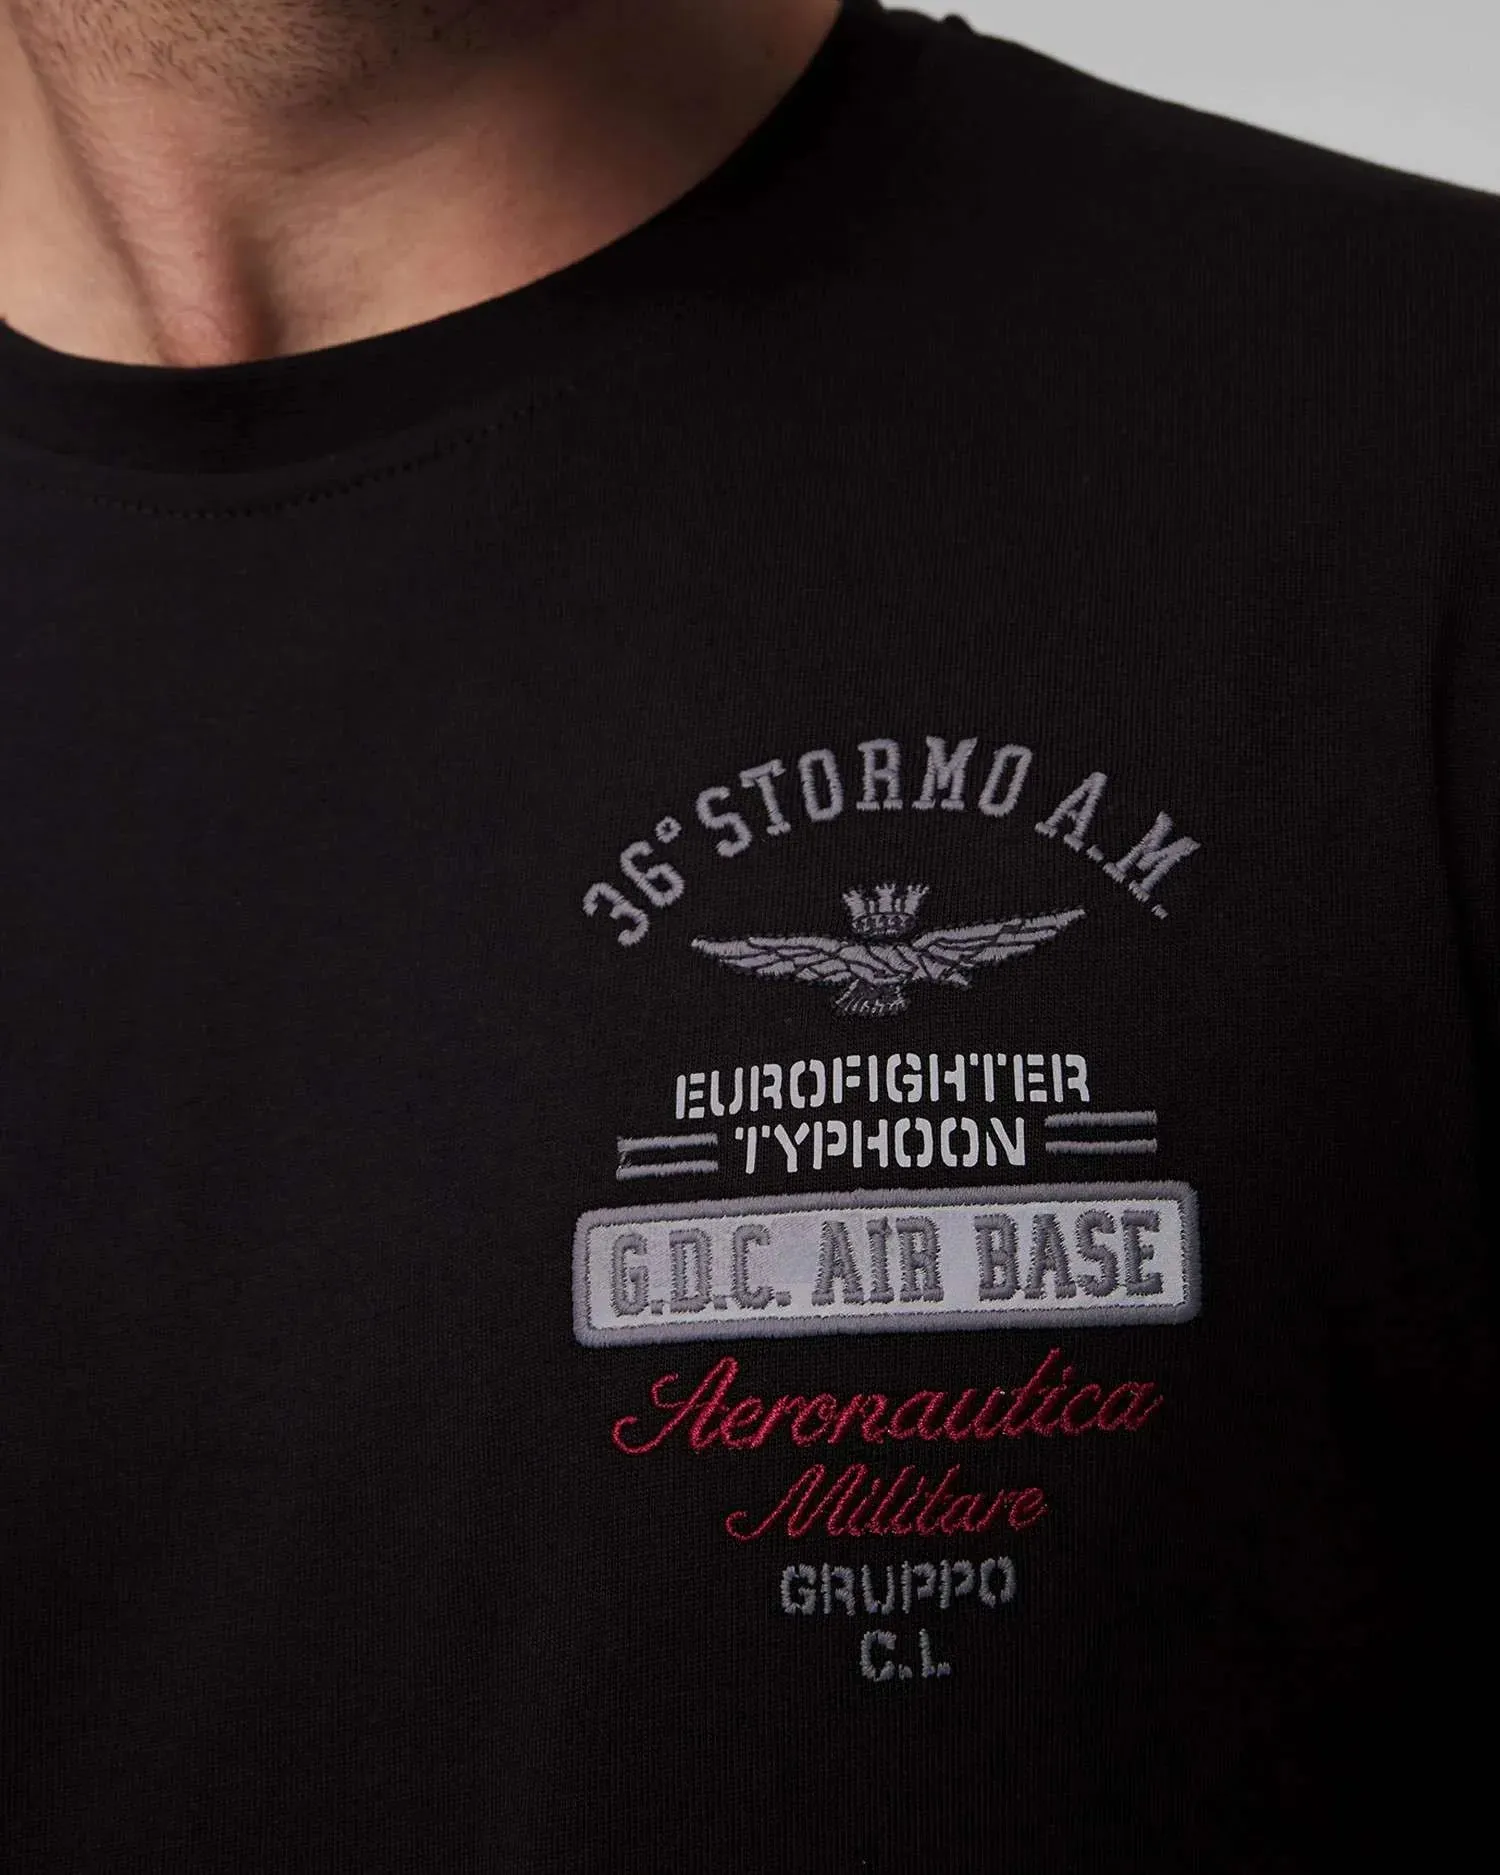 36° STORMO A.M.
EUROFIGHTER
TYPHOON
G.D.C. AIR BASE
Aeronautica
Militare
GRUPPO
C.I.